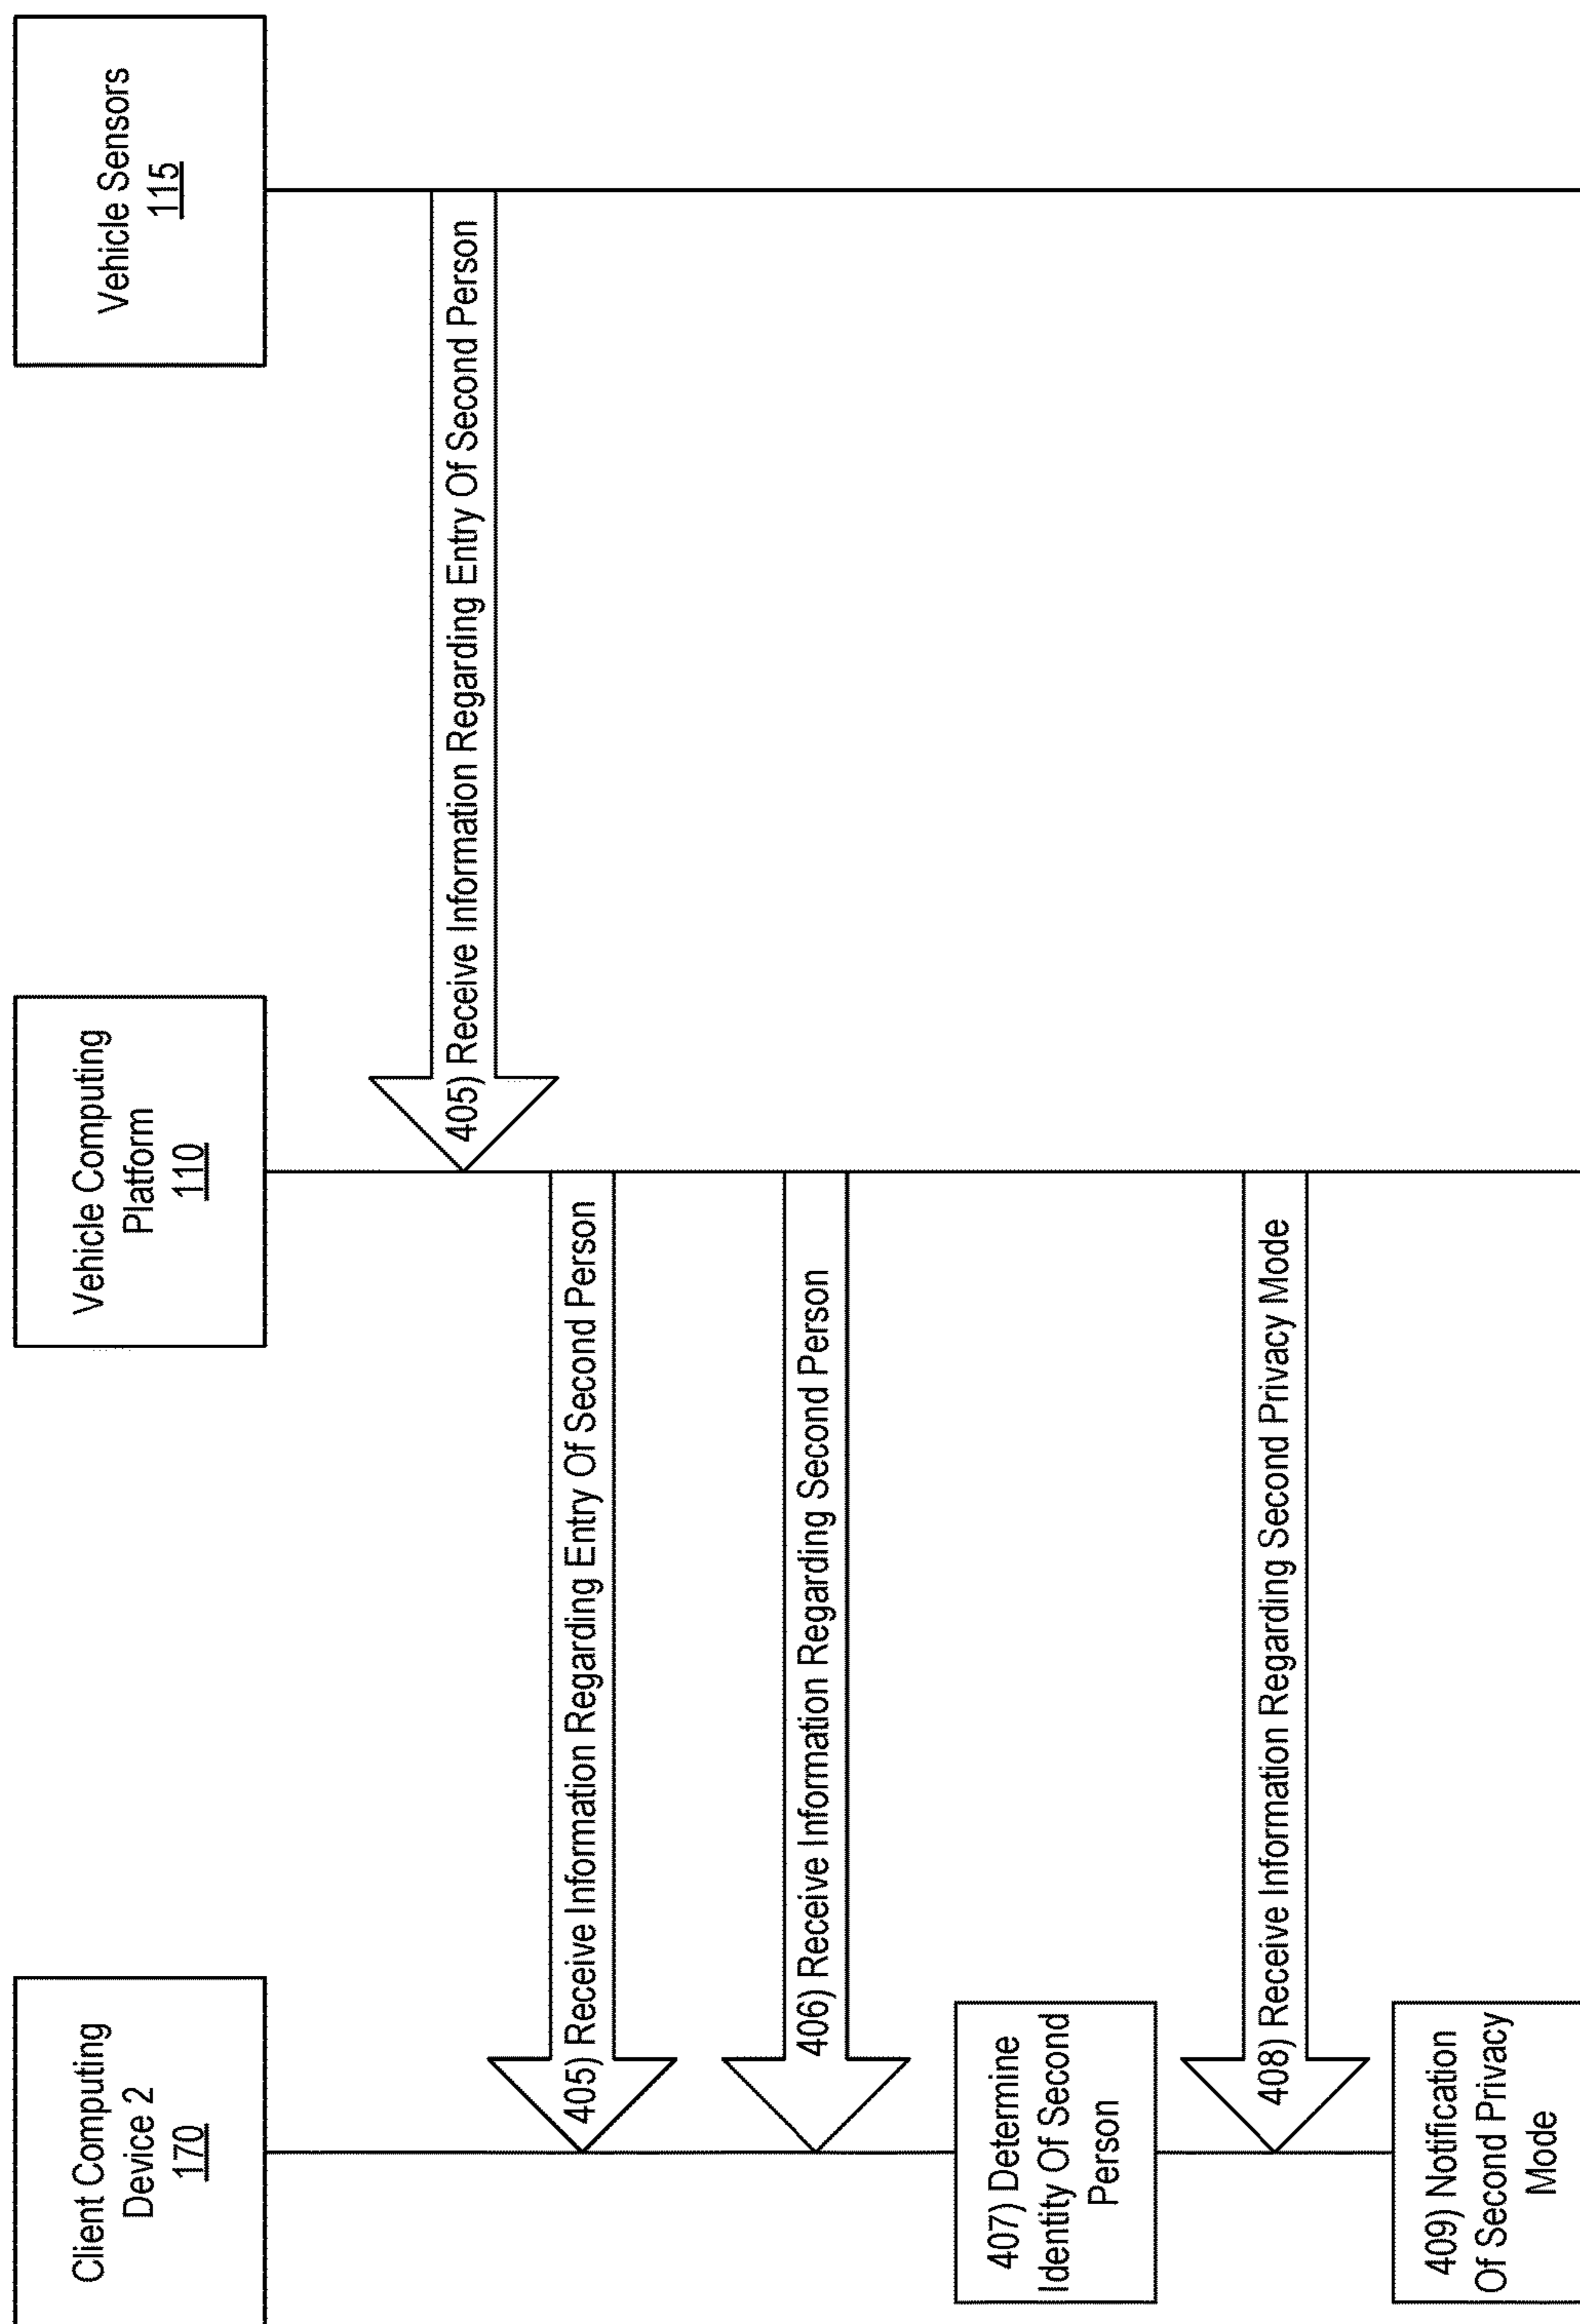 Client Computing
Device 2
170
Vehicle Computing
Platform
110
Vehicle Sensors
115
405) Receive Information Regarding Entry Of Second Person
405) Receive Information Regarding Entry Of Second Person
406) Receive Information Regarding Second Person
407) Determine
Identity Of Second
Person
408) Receive Information Regarding Second Privacy Mode
409) Notification
Of Second Privacy
Mode